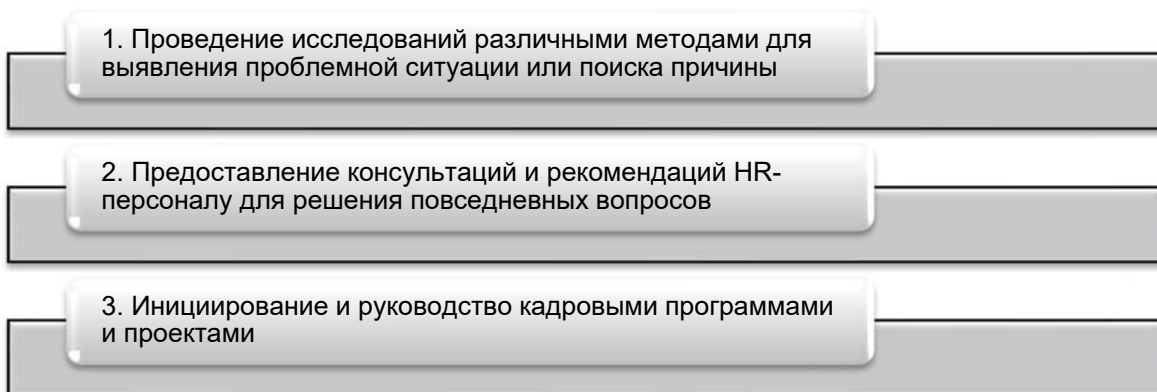 1. Проведение исследований различными методами для
выявления проблемной ситуации или поиска причины
2. Предоставление консультаций и рекомендаций HR-
персоналу для решения повседневных вопросов
3. Инициирование и руководство кадровыми программами
и проектами